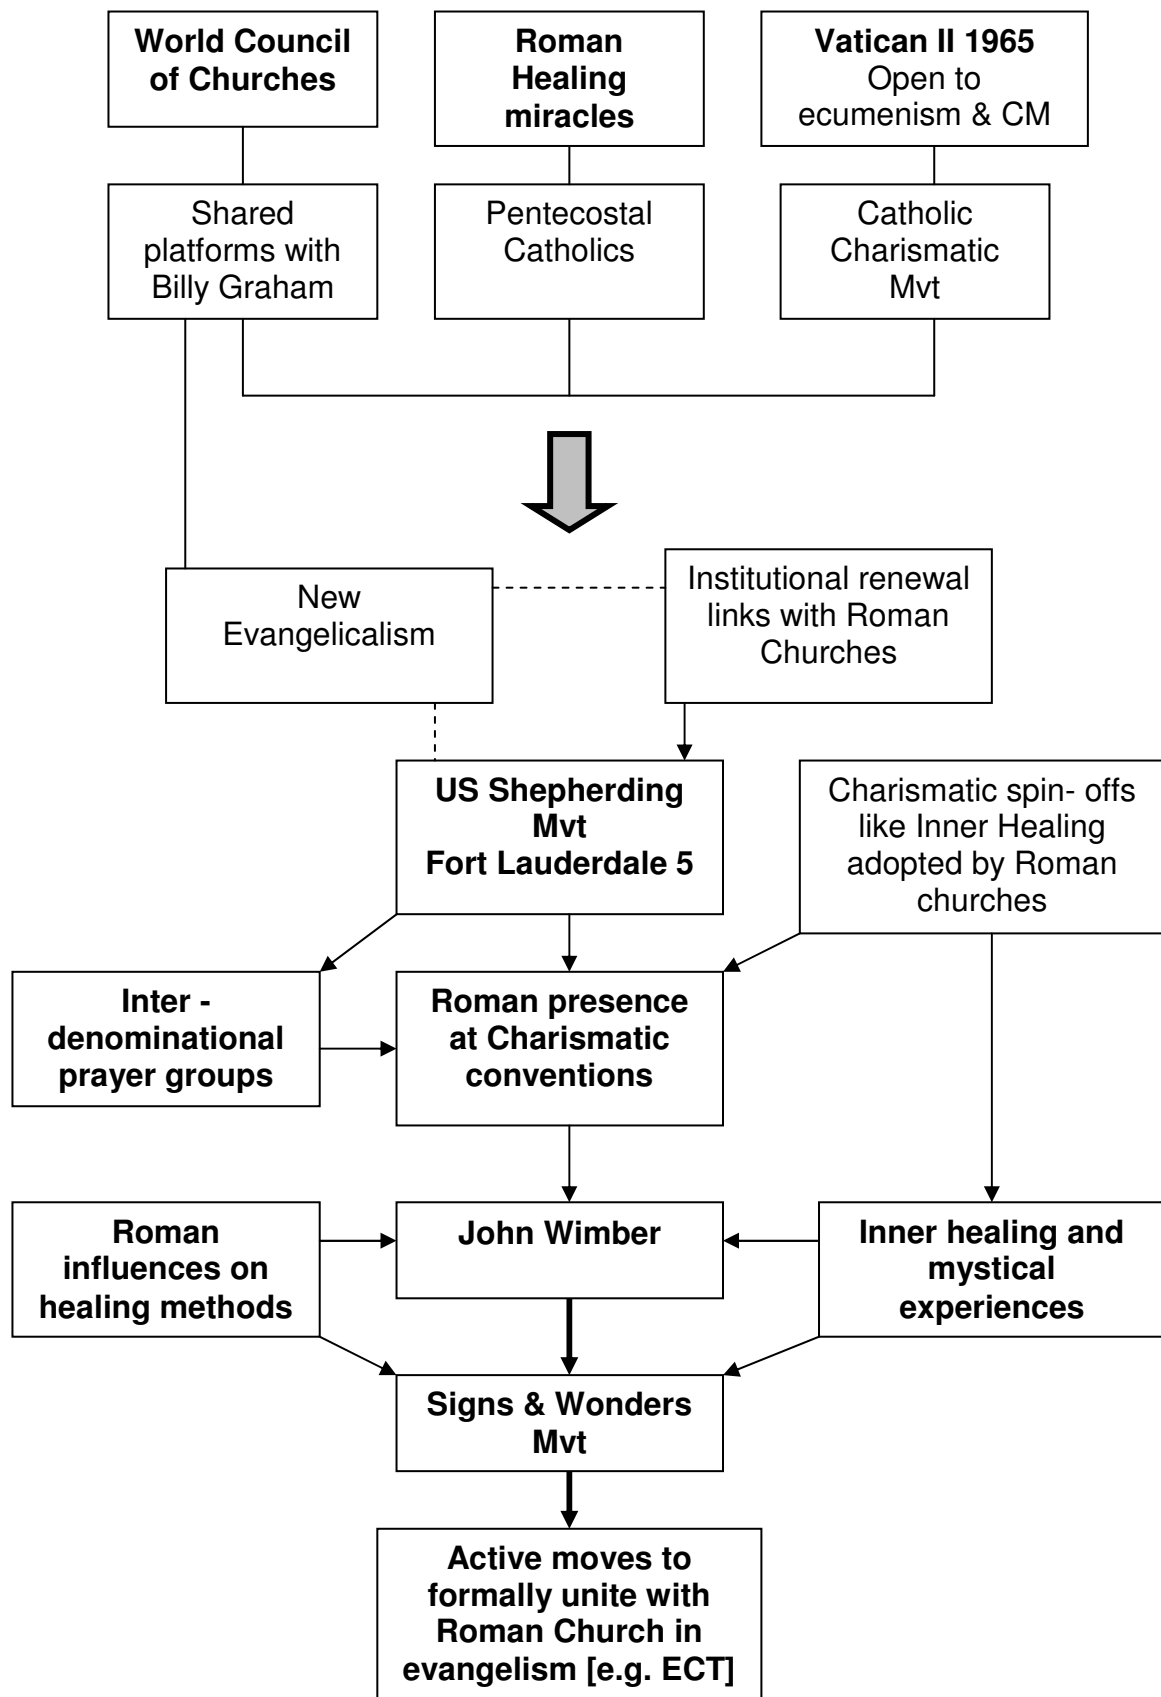 World Council
of Churches
Roman
Healing
miracles
Vatican II 1965
Open to
ecumenism & CM
Shared
platforms with
Billy Graham
Pentecostal
Catholics
Catholic
Charismatic
Mvt
New
Evangelicalism
Institutional renewal
links with Roman
Churches
US Shepherding
Mvt
Fort Lauderdale 5
Charismatic spin- offs
like Inner Healing
adopted by Roman
churches
Inter -
denominational
prayer groups
Roman presence
at Charismatic
conventions
Roman
influences on
healing methods
John Wimber
Inner healing and
mystical
experiences
Signs & Wonders
Mvt
Active moves to
formally unite with
Roman Church in
evangelism [e.g. ECT]